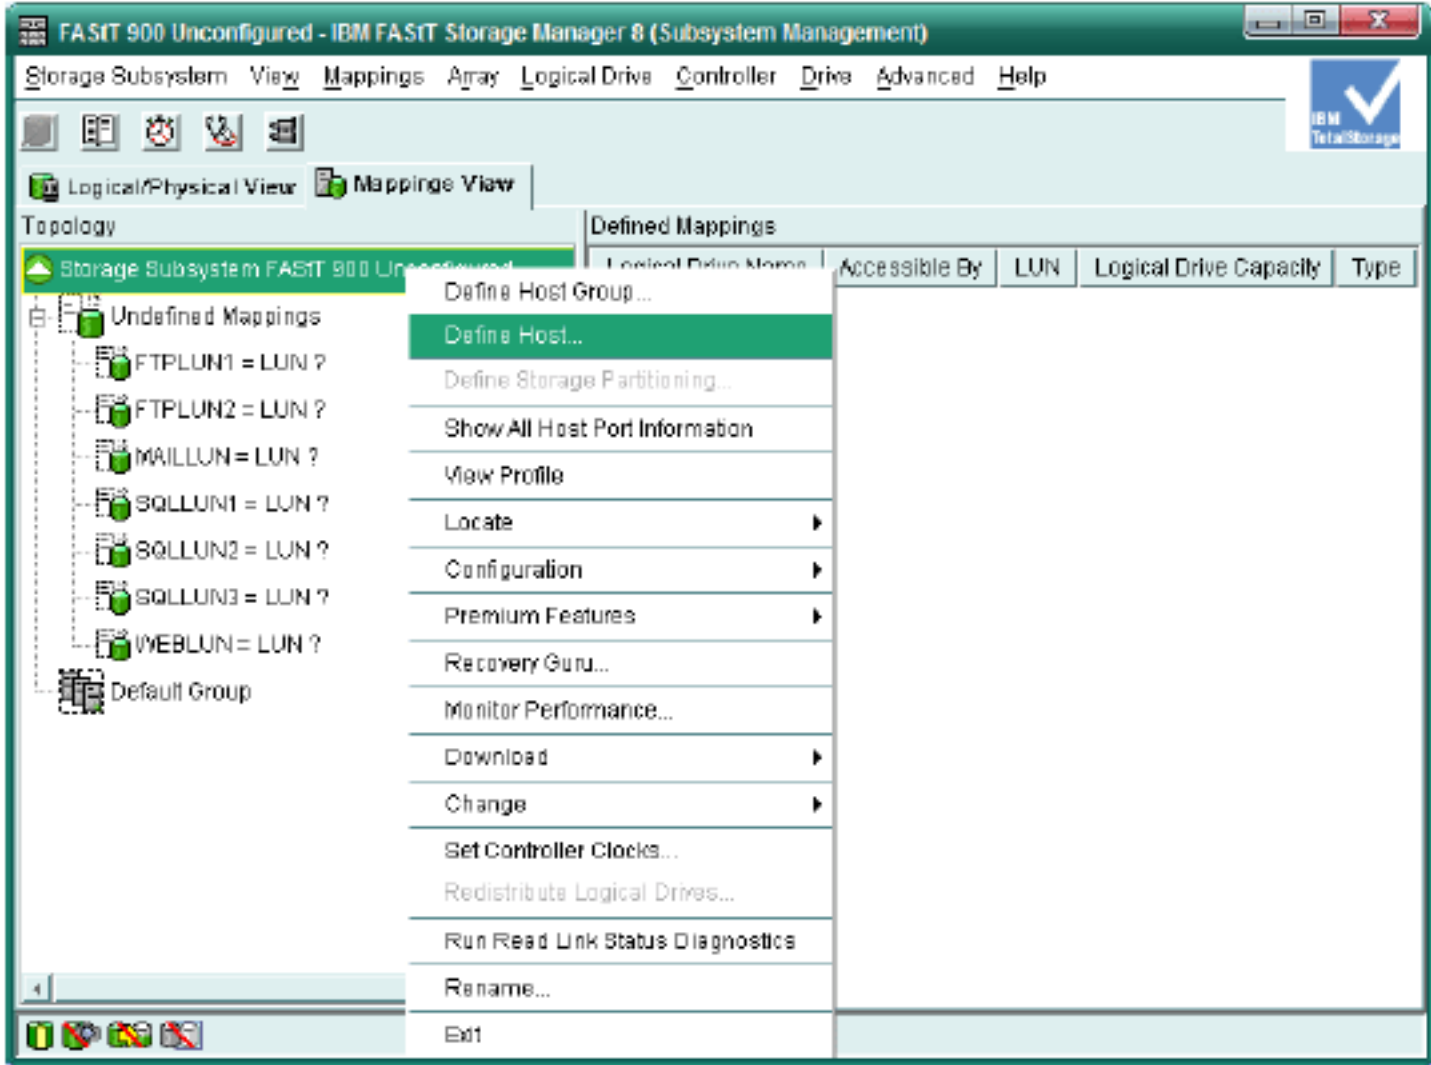 FAStT 900 Unconfigured - IBM FAStT Storage Manager 8 (Subsystem Management)
Storage Subsystem View Mappings Array Logical Drive Controller Drive Advanced Help
IBM
TotalStorage
Logical/Physical View Mappings View
Topology
Defined Mappings
Storage Subsystem FAStT 900 Unconfigured
Logical Drive Name Accessible By LUN Logical Drive Capacity Type
Undefined Mappings
FTPLUN1 = LUN ?
FTPLUN2 = LUN ?
MAILLUN = LUN ?
SQLLUN1 = LUN ?
SQLLUN2 = LUN ?
SQLLUN3 = LUN ?
WEBLUN = LUN ?
Default Group
Define Host Group...
Define Host...
Define Storage Partitioning...
Show All Host Port Information
View Profile
Locate
Configuration
Premium Features
Recovery Guru...
Monitor Performance...
Download
Change
Set Controller Clocks...
Redistribute Logical Drives...
Run Read Link Status Diagnostics
Rename...
Exit